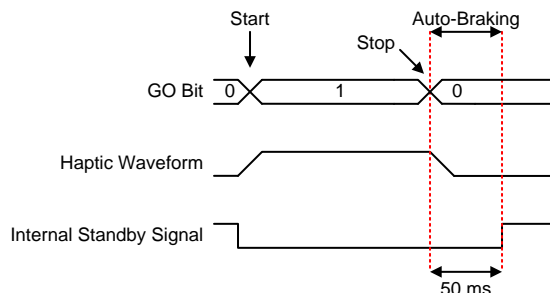 Start
Auto-Braking
Stop
GO Bit
0
1
0
Haptic Waveform
Internal Standby Signal
50 ms